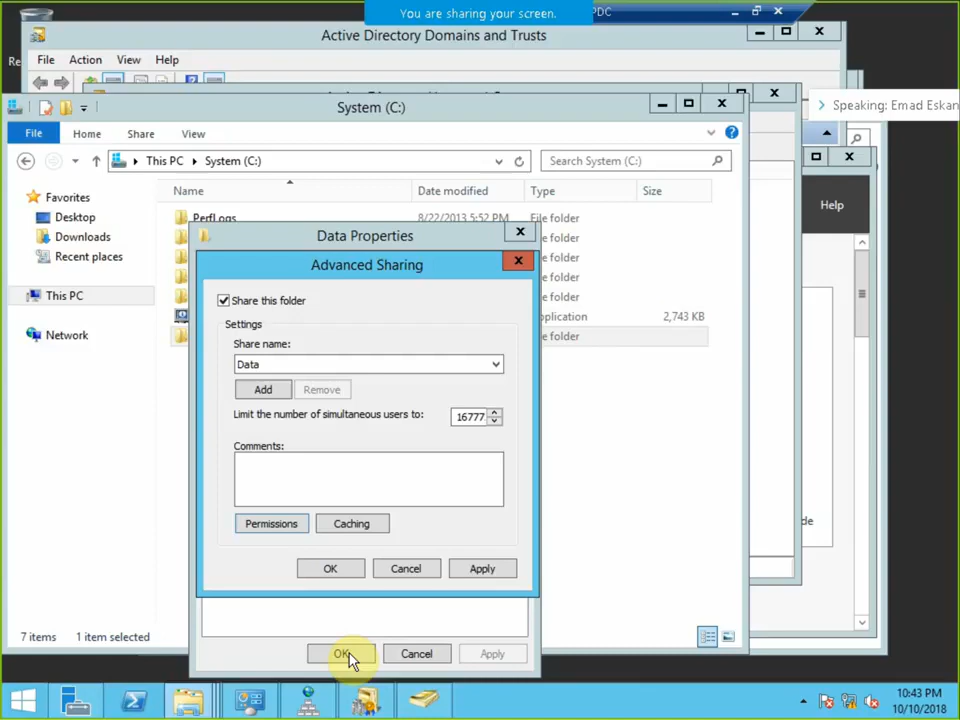 You are sharing your screen.
PDC
Active Directory Domains and Trusts
File Action View Help
System (C:)
Speaking: Emad Eskan
File Home Share View
This PC System (C:)
Search System (C:)
Help
Favorites
Desktop
Downloads
Recent places
This PC
Network
Name Date modified Type Size
PerfLogs 8/22/2013 5:52 PM File folder
e folder
e folder
e folder
e folder
pplication 2,743 KB
e folder
Data Properties
Advanced Sharing
Share this folder
Settings
Share name:
Data
Add Remove
Limit the number of simultaneous users to: 16777
Comments:
Permissions Caching
OK Cancel Apply
de
OK Cancel Apply
7 items 1 item selected
10:43 PM
10/10/2018